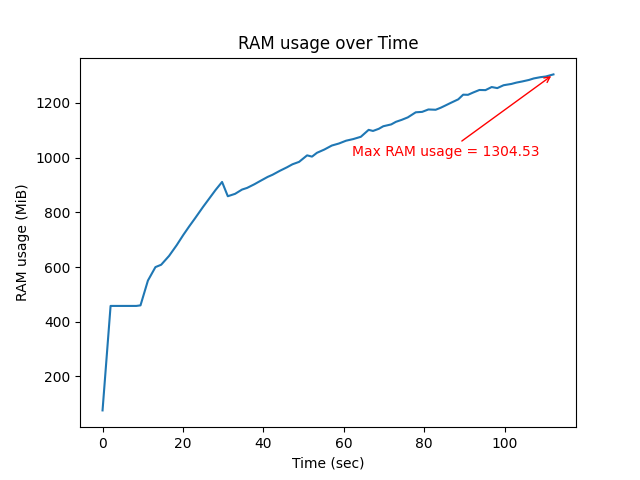 RAM usage over Time
RAM usage (MiB)
1200
1000
800
600
400
200
Max RAM usage = 1304.53
0 20 40 60 80 100
Time (sec)